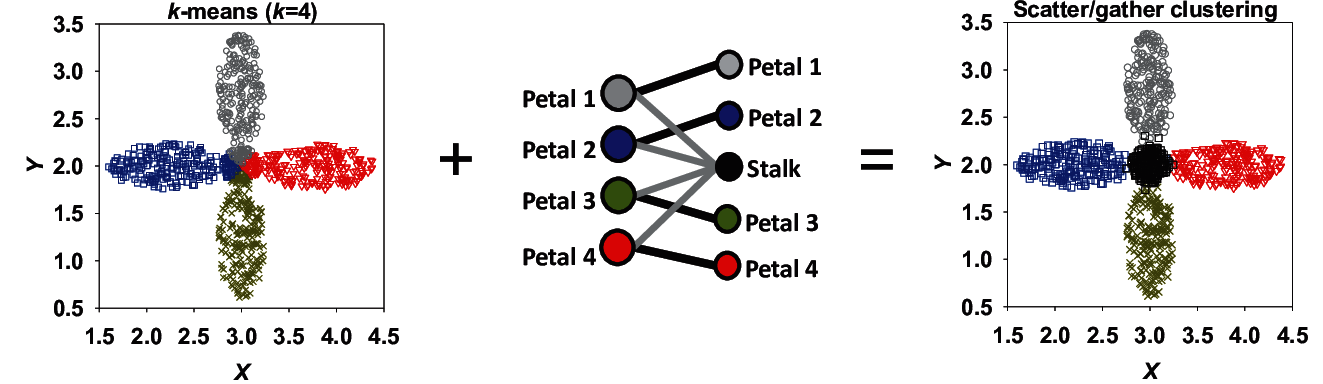 k-means (k=4)
3.5
3.0
2.5
2.0
1.5
1.0
0.5
Y
1.5 2.0 2.5 3.0 3.5 4.0 4.5
X
+
Petal 1
Petal 2
Petal 3
Petal 4
Petal 1
Petal 2
Stalk
Petal 3
Petal 4
=
Scatter/gather clustering
3.5
3.0
2.5
2.0
1.5
1.0
0.5
Y
1.5 2.0 2.5 3.0 3.5 4.0 4.5
X